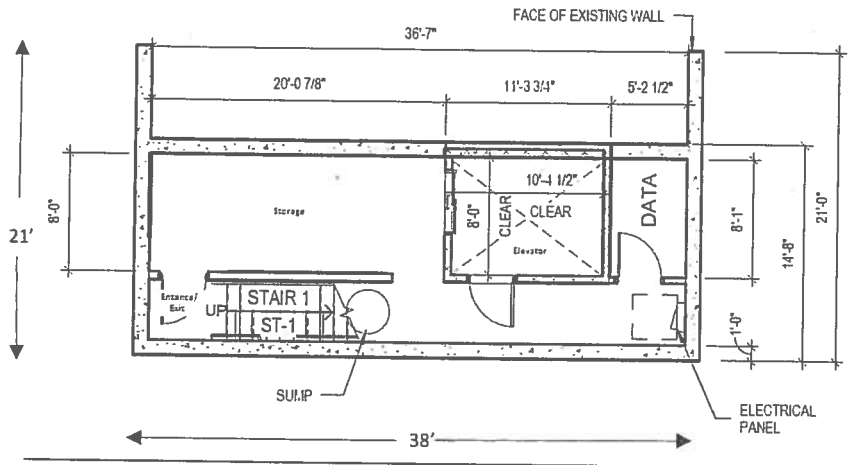 FACE OF EXISTING WALL
36'-7"
20'-0 7/8"
11'-3 3/4"
5'-2 1/2"
8'-0"
21'
Storage
10'-4 1/2"
8'-0"
CLEAR
CLEAR
Elevator
DATA
8'-1"
14'-8"
21'-0"
Entrance/
Exit
UP
STAIR 1
ST-1
1'-0"
SUMP
ELECTRICAL
PANEL
38'